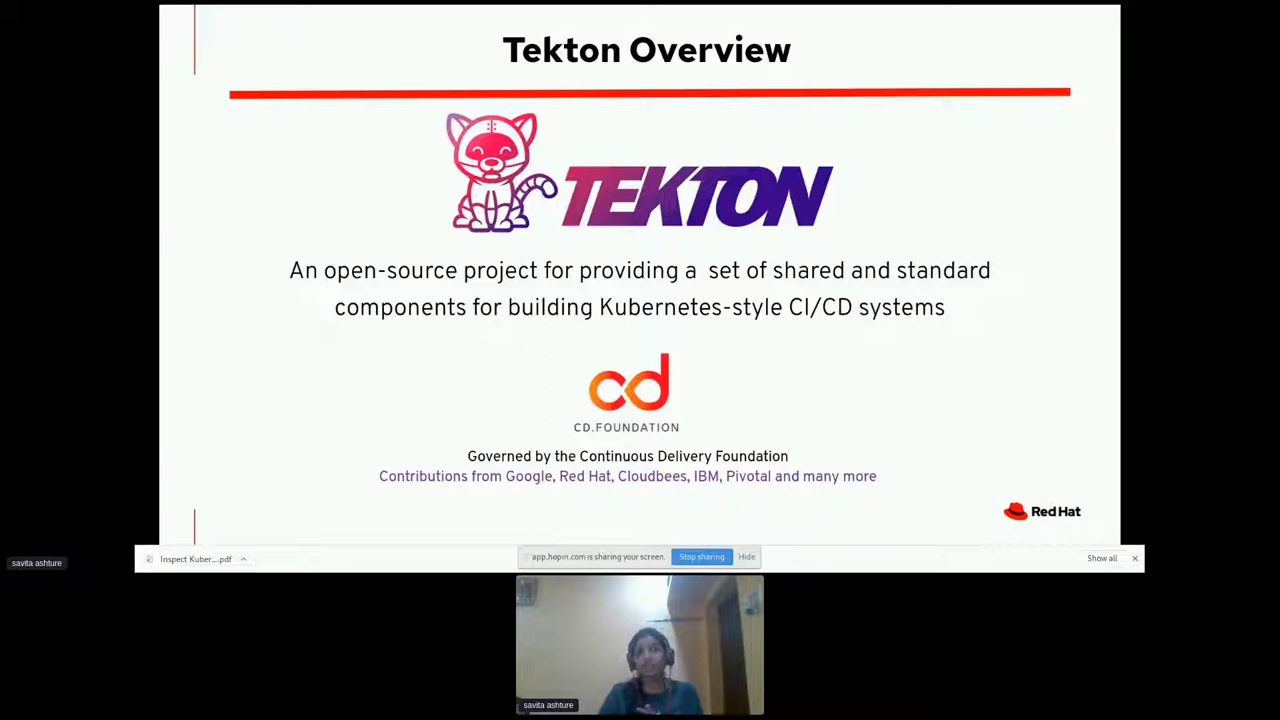 Tekton Overview
TEKTON
An open-source project for providing a set of shared and standard
components for building Kubernetes-style CI/CD systems
cd
CD.FOUNDATION
Governed by the Continuous Delivery Foundation
Contributions from Google, Red Hat, Cloudbees, IBM, Pivotal and many more
Red Hat
savita ashture
Inspect Kuber....pdf
app.hopin.com is sharing your screen.
Stop sharing
Hide
Show all
savita ashture